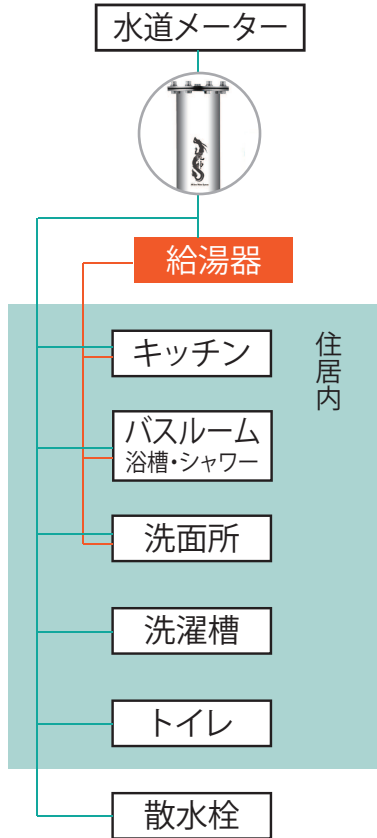 水道メーター
給湯器
住居内
キッチン
バスルーム
浴槽・シャワー
洗面所
洗濯槽
トイレ
散水栓